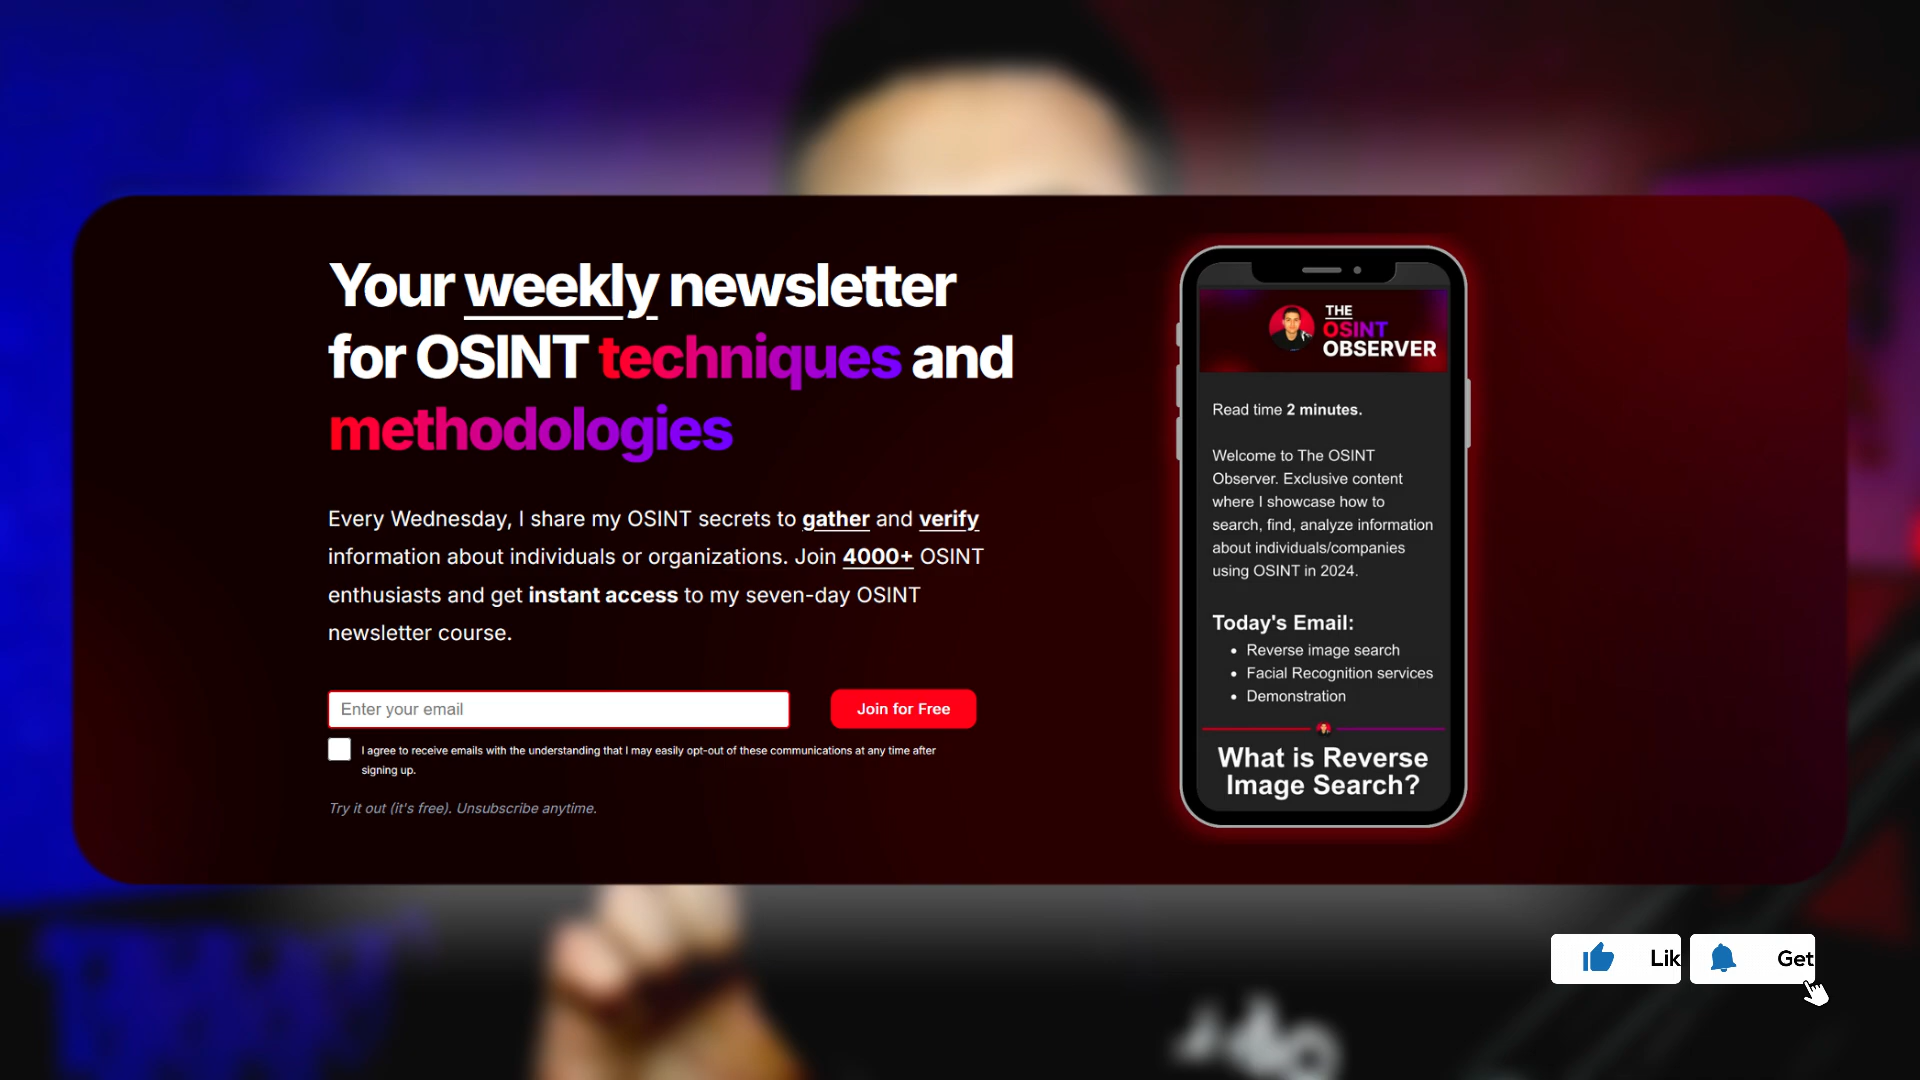 Your weekly newsletter
for OSINT techniques and
methodologies
Every Wednesday, I share my OSINT secrets to gather and verify
information about individuals or organizations. Join 4000+ OSINT
enthusiasts and get instant access to my seven-day OSINT
newsletter course.
Enter your email
Join for Free
I agree to receive emails with the understanding that I may easily opt-out of these communications at any time after
signing up.
Try it out (it's free). Unsubscribe anytime.
THE
OSINT
OBSERVER
Read time 2 minutes.
Welcome to The OSINT
Observer. Exclusive content
where I showcase how to
search, find, analyze information
about individuals/companies
using OSINT in 2024.
Today's Email:
• Reverse image search
• Facial Recognition services
• Demonstration
What is Reverse
Image Search?
Lik
Get